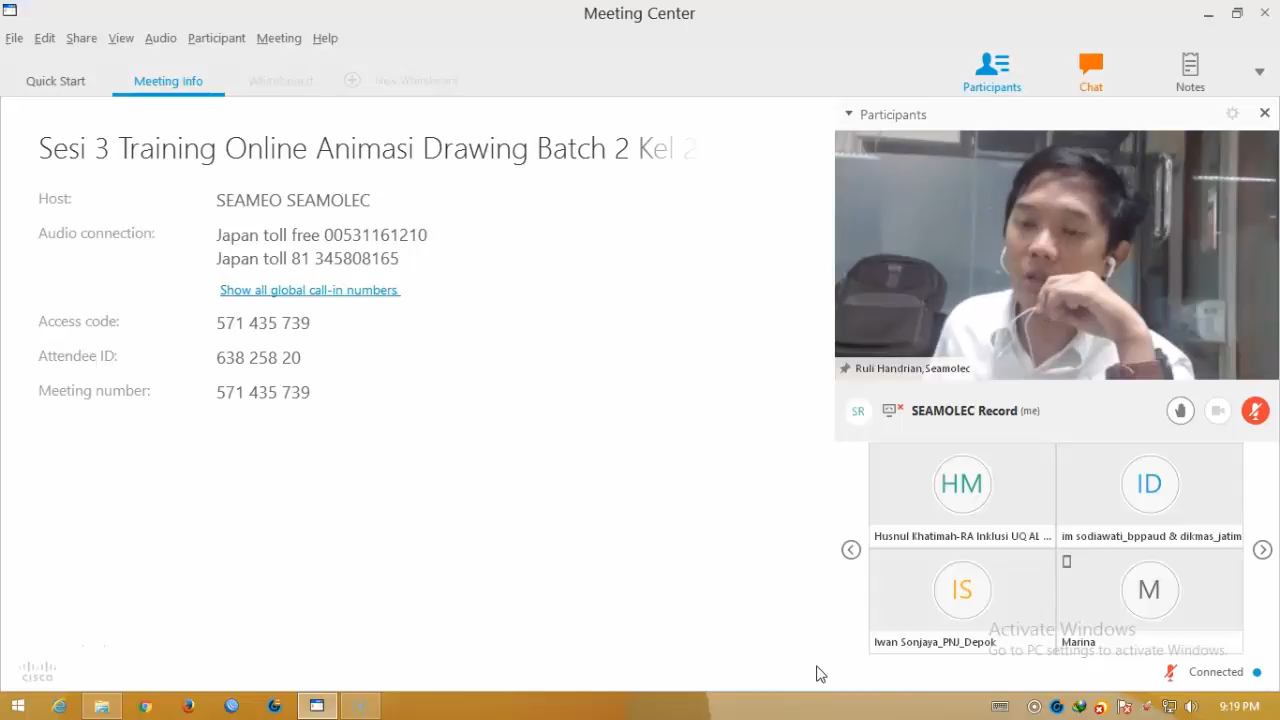 Meeting Center
File Edit Share View Audio Participant Meeting Help
Quick Start Meeting Info Whiteboard New Whiteboard
Participants Chat Notes
Participants
Sesi 3 Training Online Animasi Drawing Batch 2 Kel 2
Host: SEAMEO SEAMOLEC
Audio connection: Japan toll free 00531161210
Japan toll 81 345808165
Show all global call-in numbers
Access code: 571 435 739
Attendee ID: 638 258 20
Meeting number: 571 435 739
Ruli Handrian,Seamolec
SR SEAMOLEC Record (me)
HM ID
Husnul Khatimah-RA Inklusi UQ AL ... im sodiawati_bppaud & dikmas_jatim
IS M
Iwan Sonjaya_PNJ_Depok Marina
Activate Windows
Go to PC settings to activate Windows.
cisco
Connected
9:19 PM